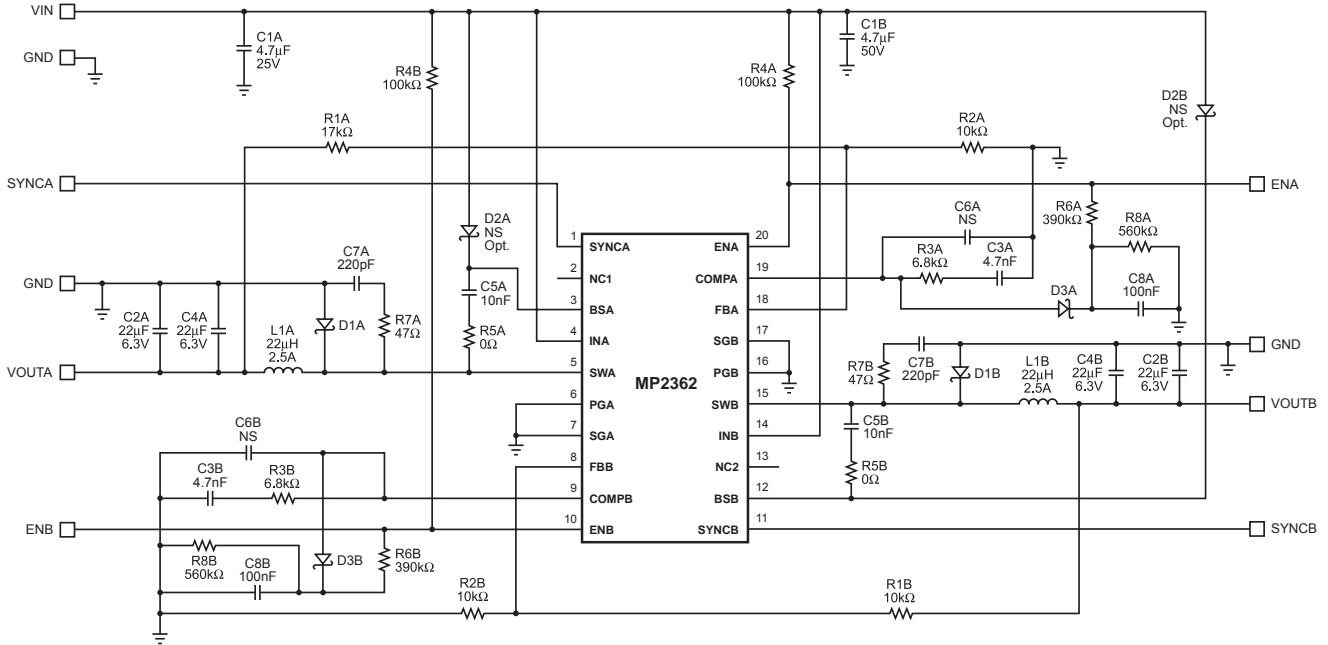 VIN
GND
C1A
4.7μF
25V
R4B
100kΩ
R4A
100kΩ
C1B
4.7μF
50V
D2B
NS
Opt.
R1A
17kΩ
R2A
10kΩ
SYNCA
ENA
D2A
NS
Opt.
C6A
NS
R6A
390kΩ
R8A
560kΩ
R3A
6.8kΩ
C3A
4.7nF
C7A
220pF
C5A
10nF
D3A
C8A
100nF
GND
C2A
22μF
6.3V
C4A
22μF
6.3V
L1A
22μH
2.5A
D1A
R7A
47Ω
R5A
0Ω
VOUTA
1
SYNCA
2
NC1
3
BSA
4
INA
5
SWA
6
PGA
7
SGA
8
FBB
9
COMPB
10
ENB
MP2362
20
ENA
19
COMPA
18
FBA
17
SGB
16
PGB
15
SWB
14
INB
13
NC2
12
BSB
11
SYNCB
R7B
47Ω
C7B
220pF
D1B
L1B
22μH
2.5A
C4B
22μF
6.3V
C2B
22μF
6.3V
GND
VOUTB
C5B
10nF
R5B
0Ω
SYNCB
C6B
NS
C3B
4.7nF
R3B
6.8kΩ
ENB
R8B
560kΩ
C8B
100nF
D3B
R6B
390kΩ
R2B
10kΩ
R1B
10kΩ